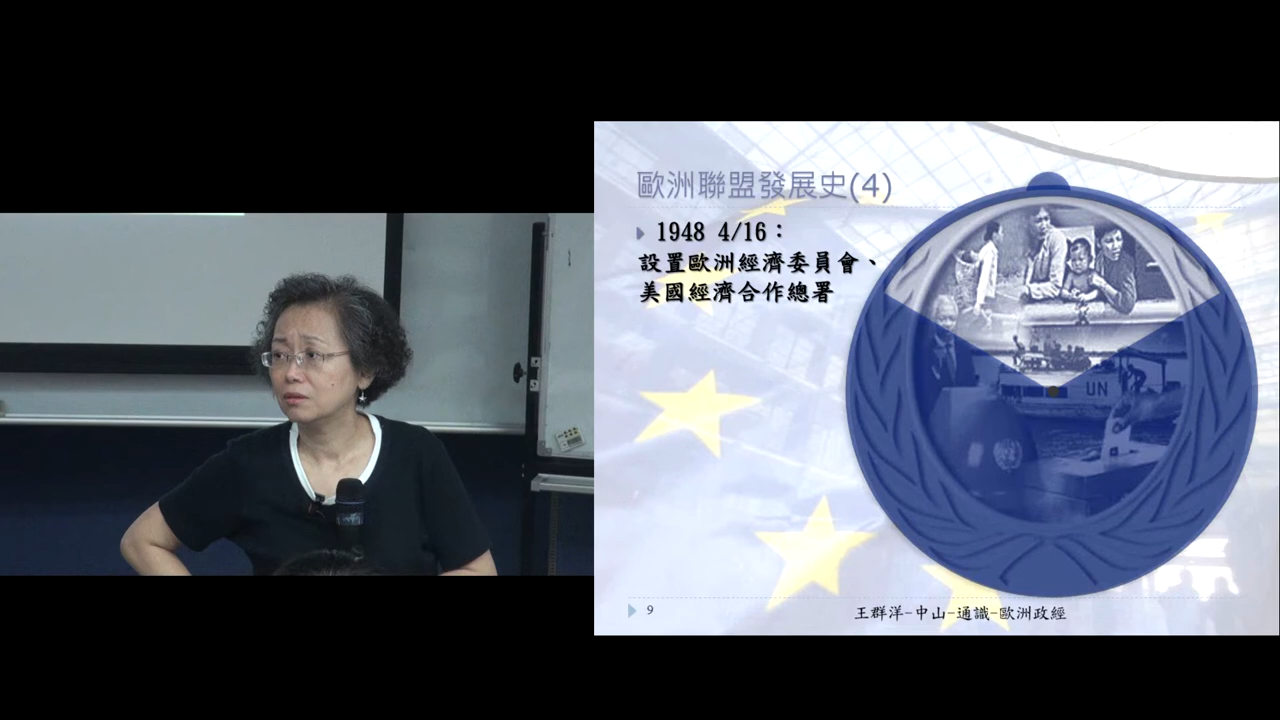 歐洲聯盟發展史(4)
1948 4/16：
設置歐洲經濟委員會、
美國經濟合作總署
UN
9
王群洋-中山-通識-歐洲政經